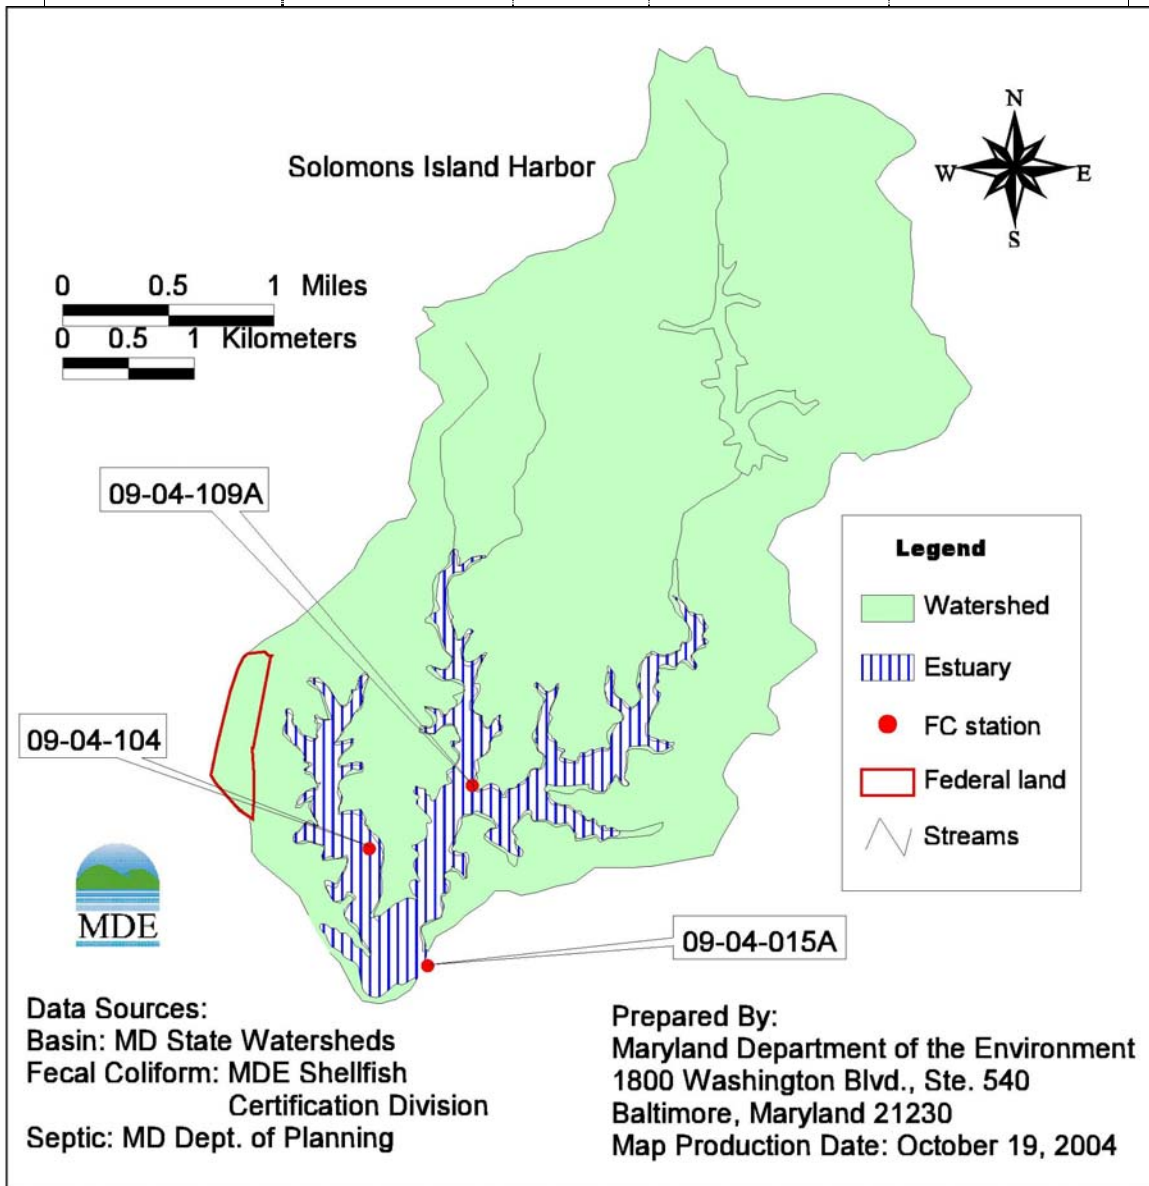 Solomons Island Harbor
N
W E
S
0 0.5 1 Miles
0 0.5 1 Kilometers
09-04-109A
Legend
Watershed
Estuary
FC station
Federal land
Streams
09-04-104
MDE
09-04-015A
Data Sources:
Basin: MD State Watersheds
Fecal Coliform: MDE Shellfish
Certification Division
Septic: MD Dept. of Planning
Prepared By:
Maryland Department of the Environment
1800 Washington Blvd., Ste. 540
Baltimore, Maryland 21230
Map Production Date: October 19, 2004